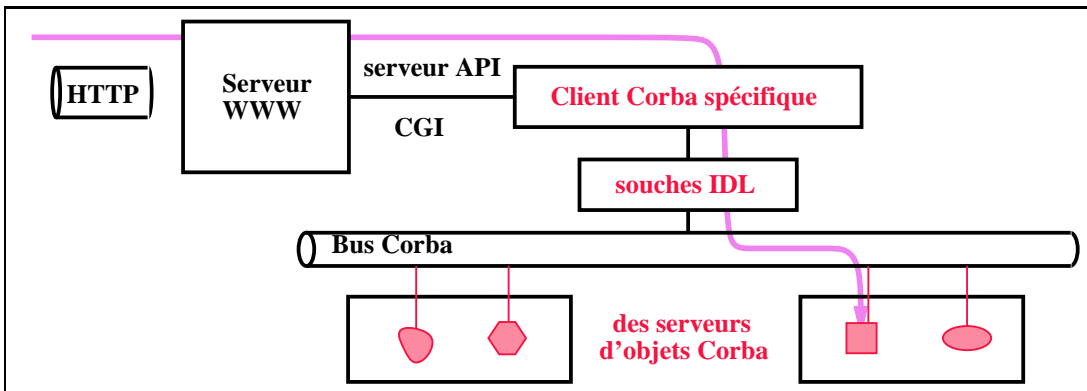 HTTP
Serveur
WWW
serveur API
CGI
Client Corba spécifique
souches IDL
Bus Corba
des serveurs
d'objets Corba